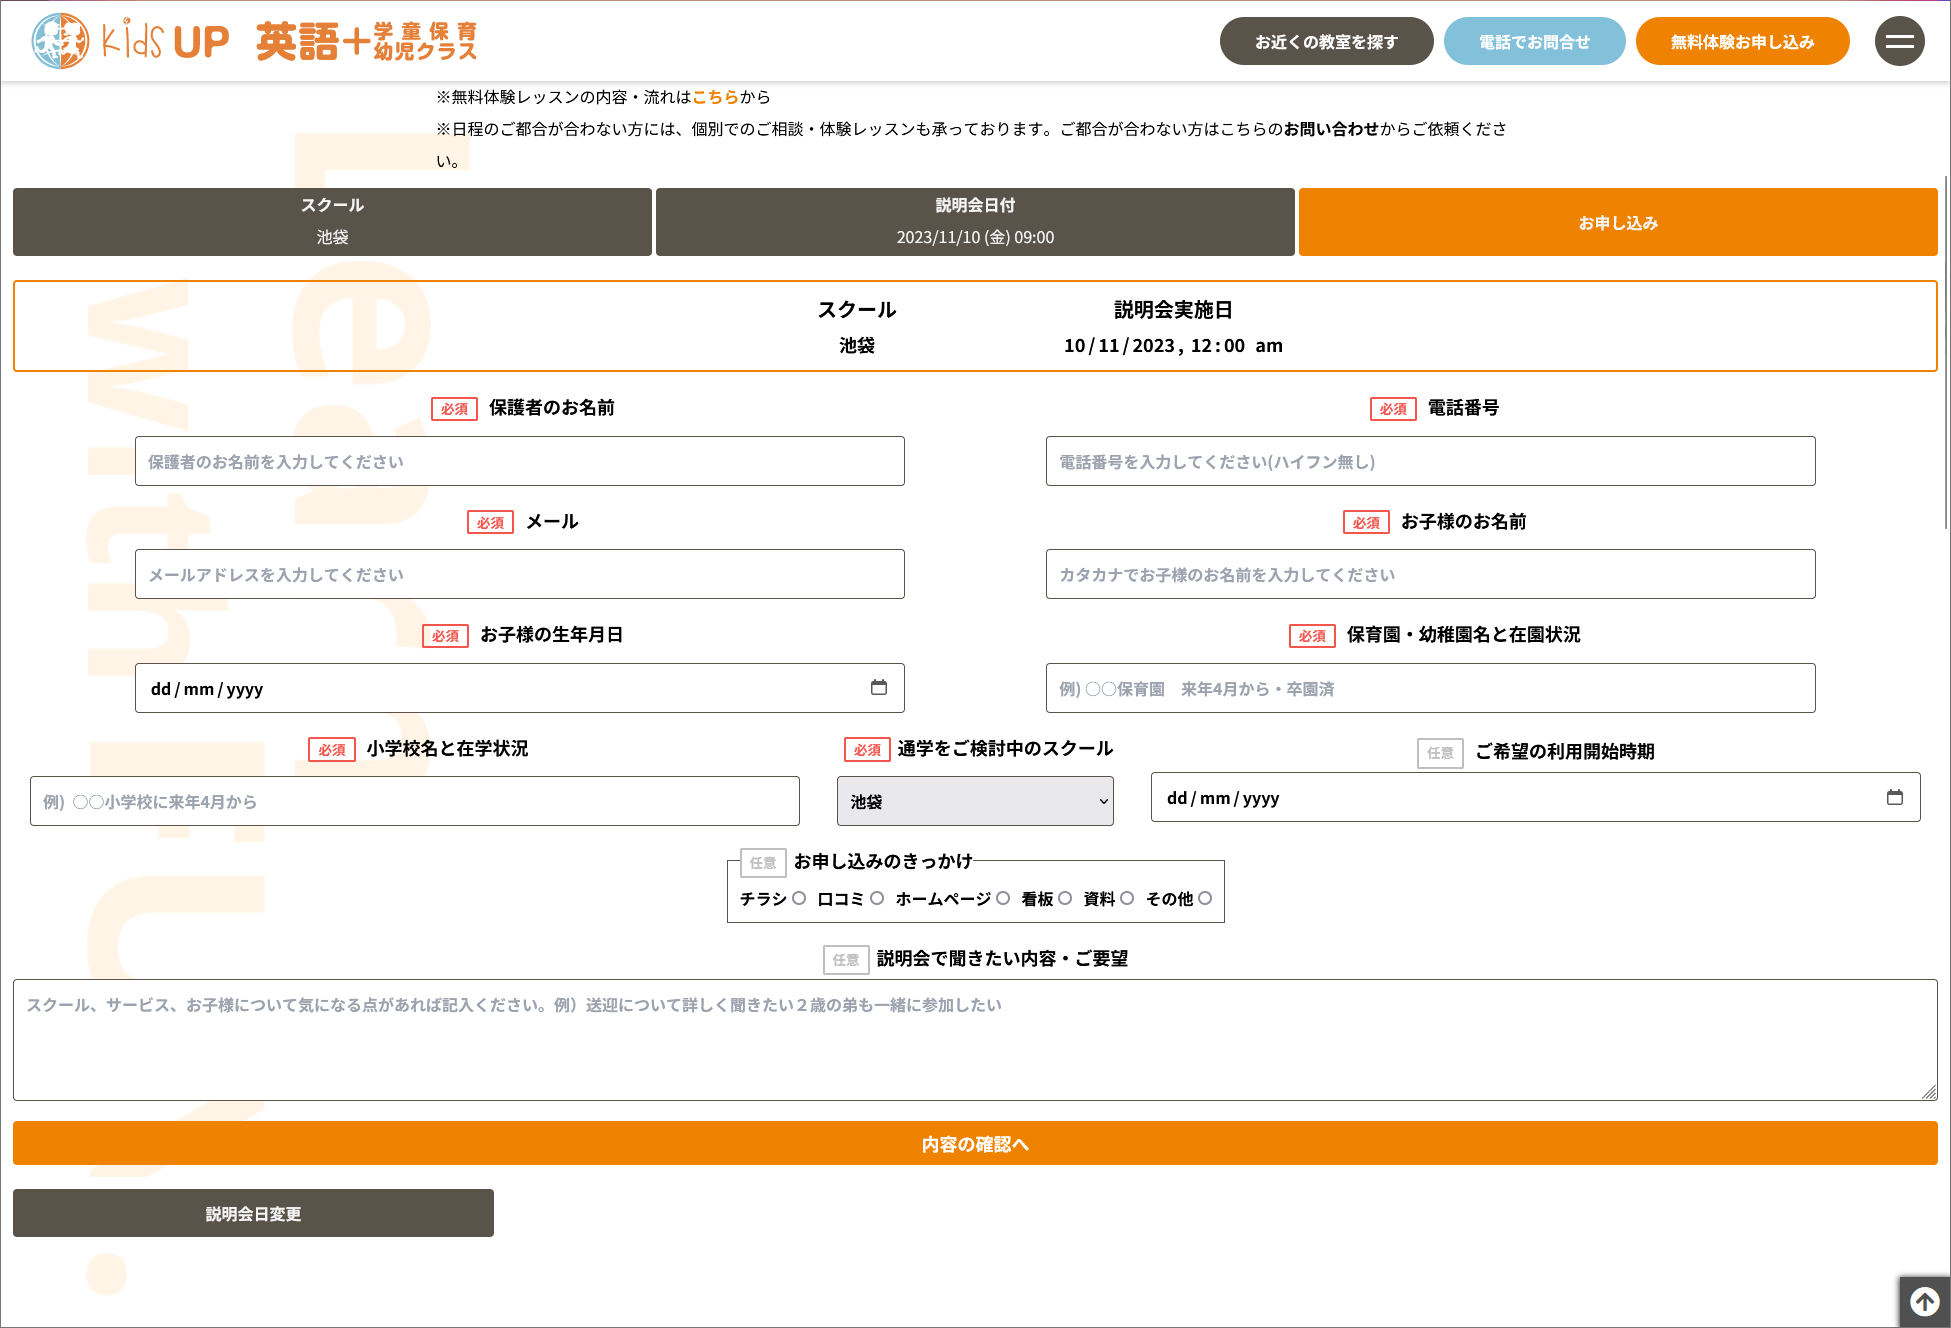 kids UP 英語+学童保育 幼児クラス
お近くの教室を探す
電話でお問合せ
無料体験お申し込み
※無料体験レッスンの内容・流れはこちらから
※日程のご都合が合わない方には、個別でのご相談・体験レッスンも承っております。ご都合が合わない方はこちらのお問い合わせからご依頼くださ
い。
スクール
池袋
説明会日付
2023/11/10 (金) 09:00
お申し込み
スクール
池袋
説明会実施日
10/11/2023, 12:00 am
必須 保護者のお名前
保護者のお名前を入力してください
必須 電話番号
電話番号を入力してください(ハイフン無し)
必須 メール
メールアドレスを入力してください
必須 お子様のお名前
カタカナでお子様のお名前を入力してください
必須 お子様の生年月日
dd/mm/yyyy
必須 保育園・幼稚園名と在園状況
例) 〇〇保育園　来年4月から・卒園済
必須 小学校名と在学状況
例) 〇〇小学校に来年4月から
必須 通学をご検討中のスクール
池袋
任意 ご希望の利用開始時期
dd/mm/yyyy
任意 お申し込みのきっかけ
チラシ 口コミ ホームページ 看板 資料 その他
任意 説明会で聞きたい内容・ご要望
スクール、サービス、お子様について気になる点があれば記入ください。例）送迎について詳しく聞きたい２歳の弟も一緒に参加したい
内容の確認へ
説明会日変更
Learn
with F.UN.